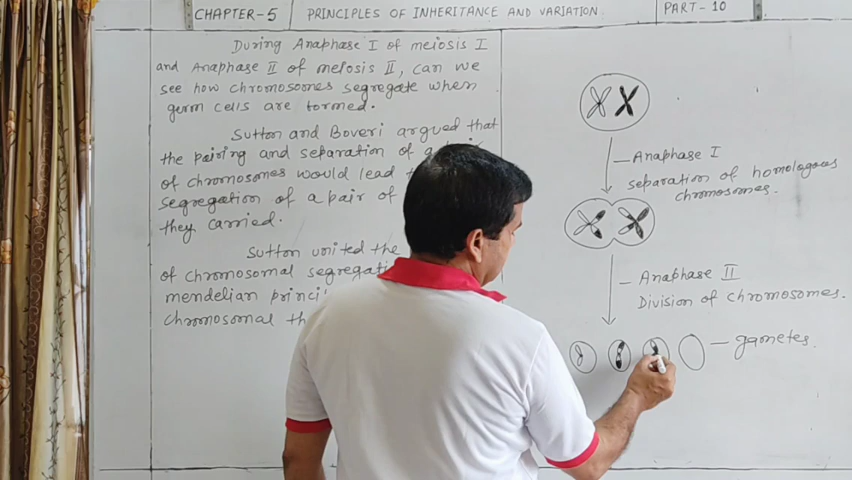 CHAPTER-5
PRINCIPLES OF INHERITANCE AND VARIATION.
PART-10
During Anaphase I of meiosis I
and Anaphase II of meiosis II, can we
see how chromosomes segregate when
germ cells are formed.
Sutton and Boveri argued that
the pairing and separation of a
of chromosomes would lead
segregation of a pair of
they carried.
Sutton united the
of chromosomal
mendelian
chromosomal
Anaphase I
separation of homologous
chromosomes.
Anaphase II
Division of chromosomes.
gametes.